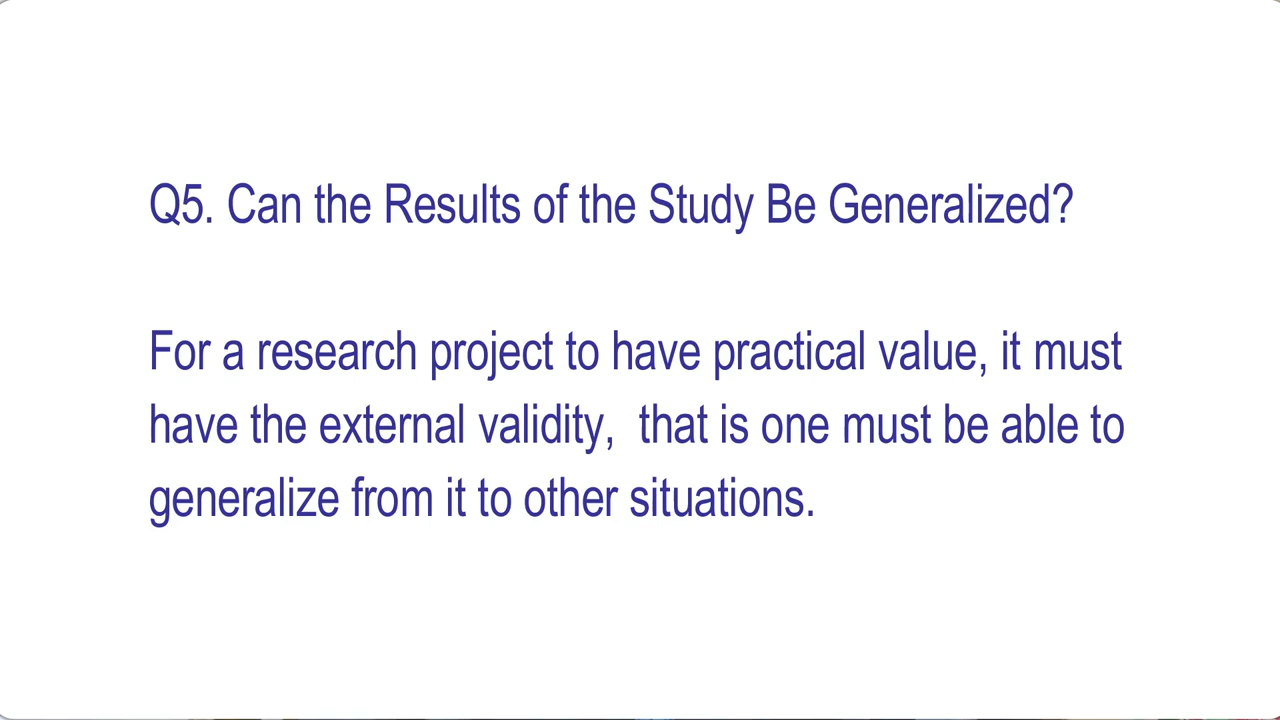 Q5. Can the Results of the Study Be Generalized?
For a research project to have practical value, it must
have the external validity,  that is one must be able to
generalize from it to other situations.